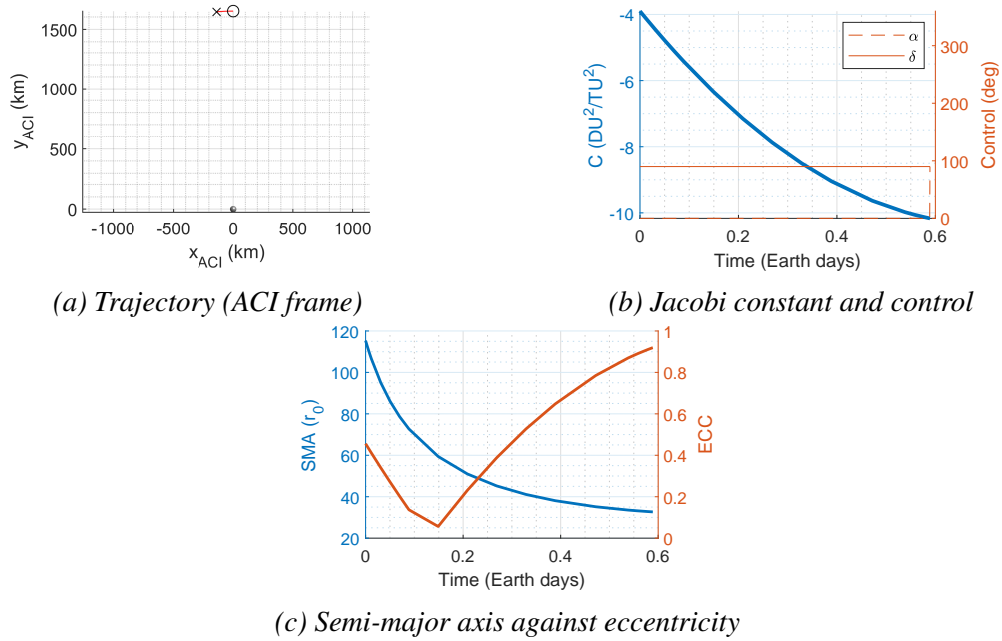 1500
1000
500
0
y_ACI (km)
-1000 -500 0 500 1000
x_ACI (km)
(a) Trajectory (ACI frame)
-4
-6
-8
-10
C (DU²/TU²)
α
δ
300
200
100
0
Control (deg)
0 0.2 0.4 0.6
Time (Earth days)
(b) Jacobi constant and control
120
100
80
60
40
20
SMA (r₀)
1
0.8
0.6
0.4
0.2
0
ECC
0 0.2 0.4 0.6
Time (Earth days)
(c) Semi-major axis against eccentricity